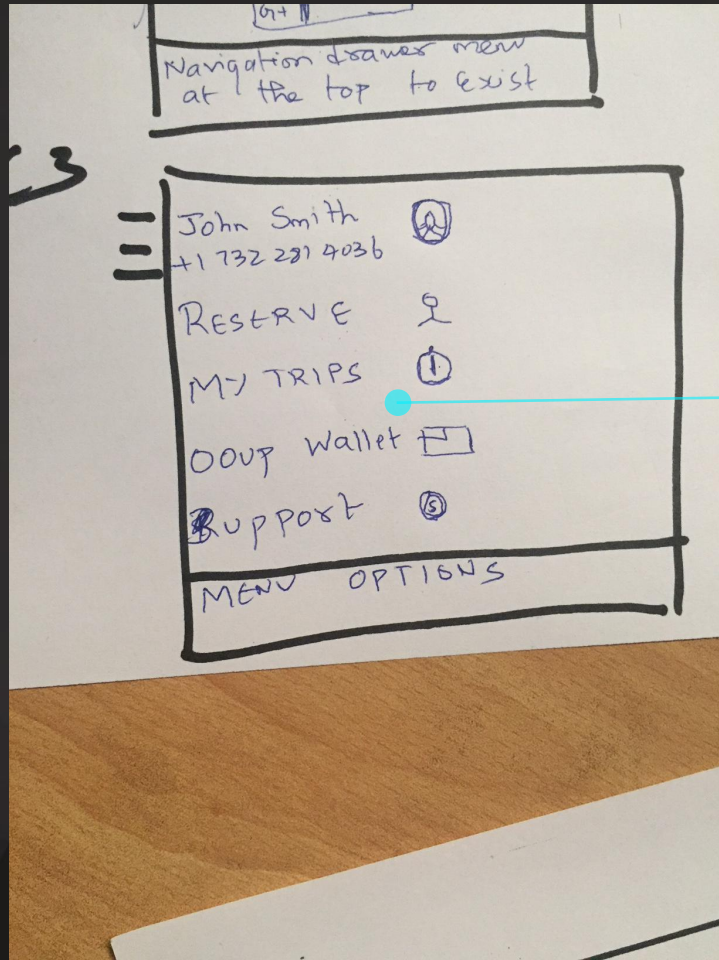 G+
Navigation drawer menu
at the top to exist
3
John Smith
+1 732 281 4036
RESERVE
My TRIPS
OOup Wallet
Support
S
MENU OPTIONS